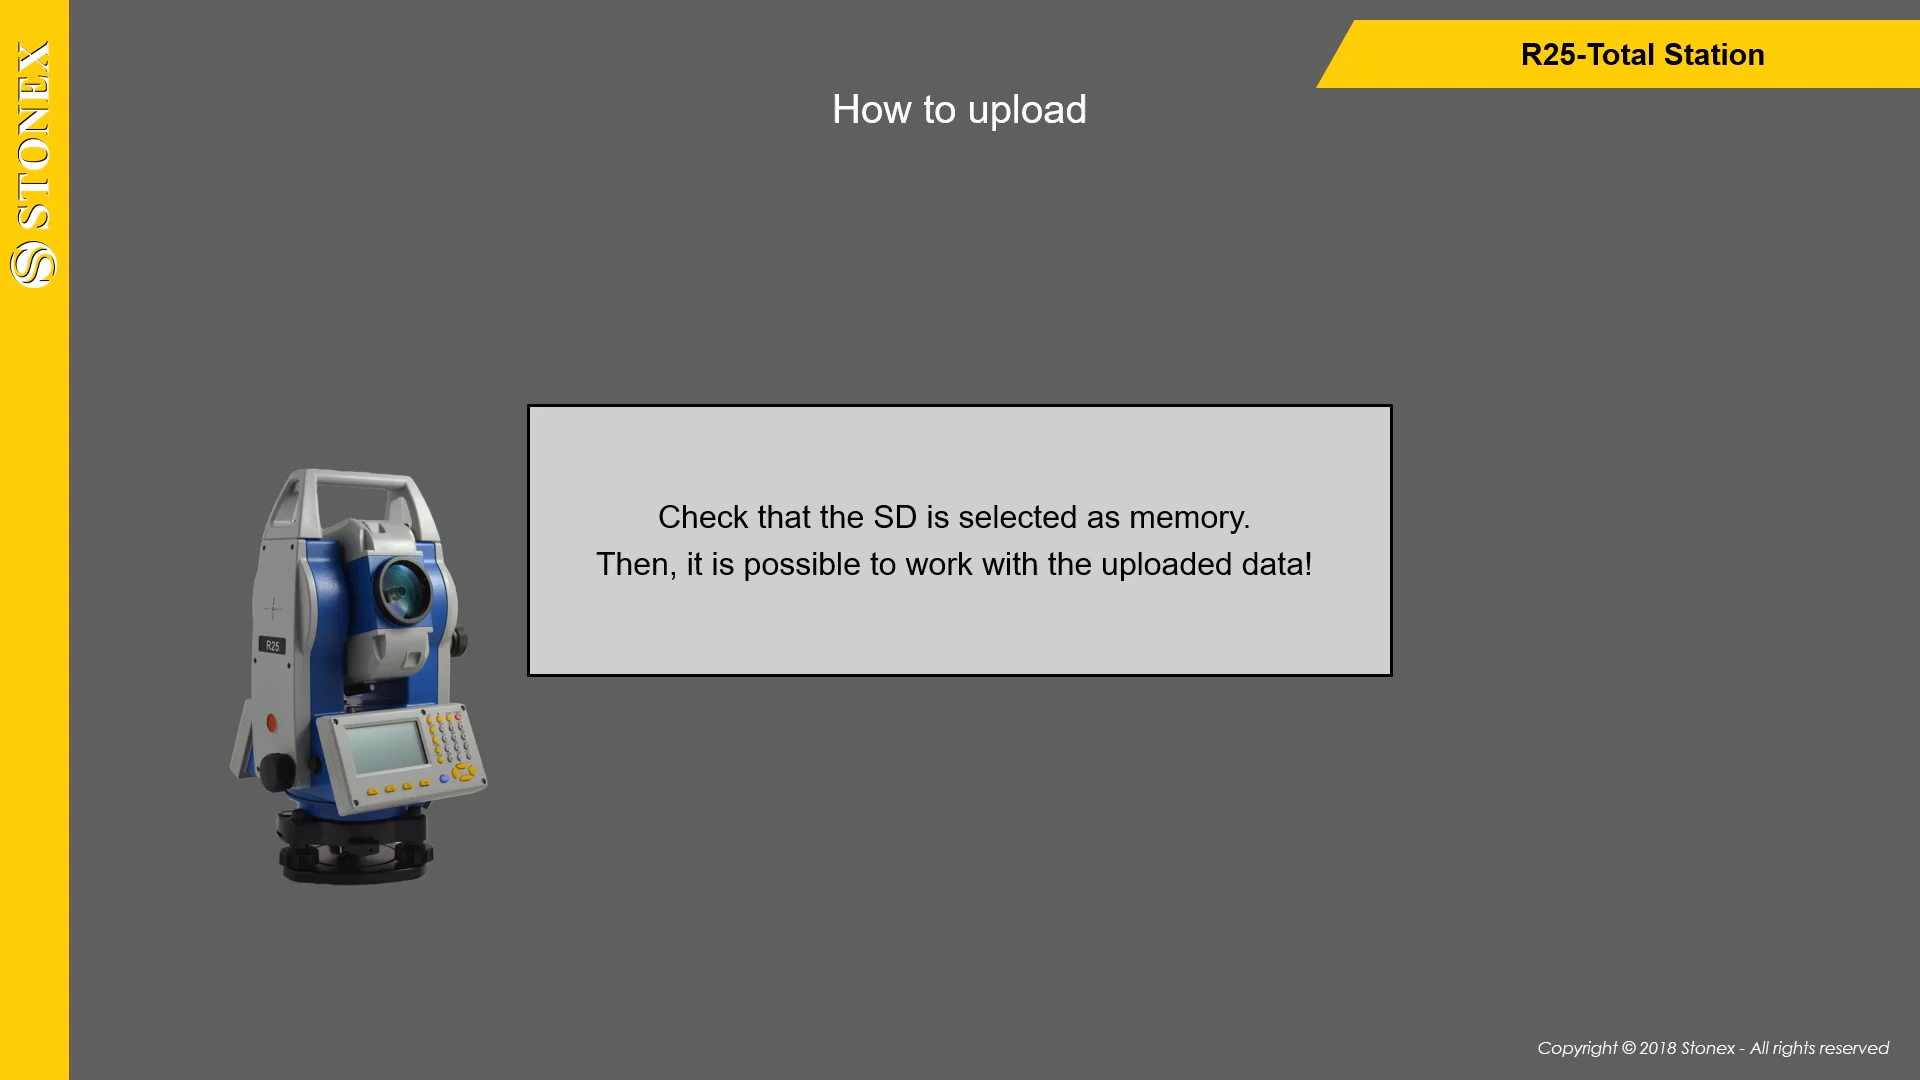 STONEX
R25-Total Station
How to upload
Check that the SD is selected as memory.
Then, it is possible to work with the uploaded data!
R25
Copyright © 2018 Stonex - All rights reserved